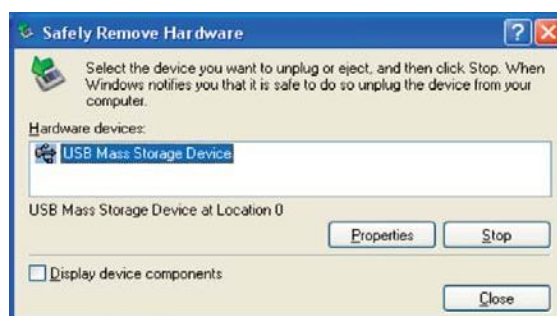 Safely Remove Hardware
Select the device you want to unplug or eject, and then click Stop. When
Windows notifies you that it is safe to do so unplug the device from your
computer.
Hardware devices:
USB Mass Storage Device
USB Mass Storage Device at Location 0
Properties Stop
Display device components
Close